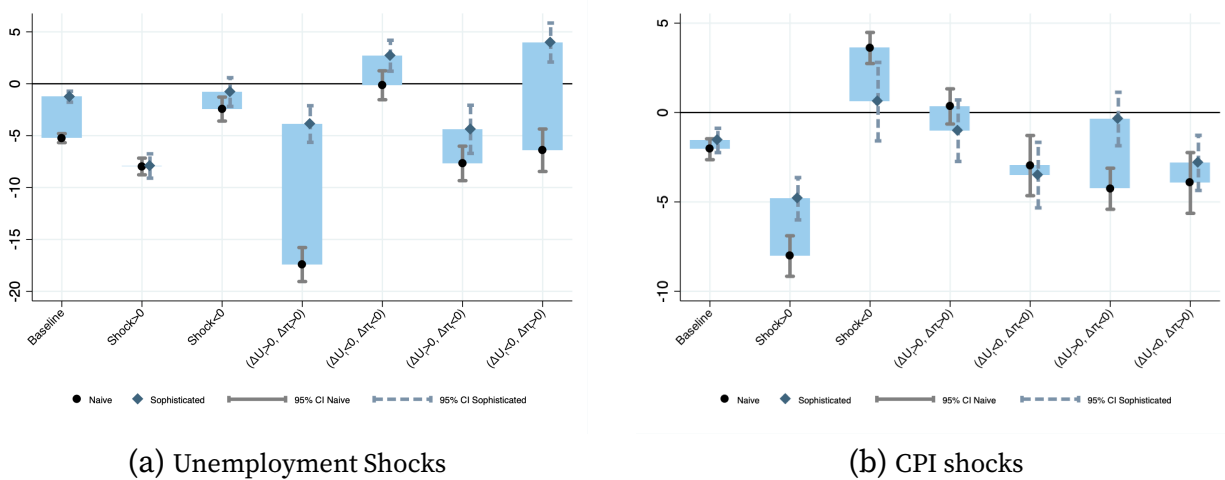 5
0
-5
-10
-15
-20
Baseline
Shock>0
Shock<0
(ΔUₜ>0, Δπₜ>0)
(ΔUₜ<0, Δπₜ<0)
(ΔUₜ>0, Δπₜ<0)
(ΔUₜ<0, Δπₜ>0)
Naive Sophisticated 95% CI Naive 95% CI Sophisticated
(a) Unemployment Shocks
5
0
-5
-10
Baseline
Shock>0
Shock<0
(ΔUₜ>0, Δπₜ>0)
(ΔUₜ<0, Δπₜ<0)
(ΔUₜ>0, Δπₜ<0)
(ΔUₜ<0, Δπₜ>0)
Naive Sophisticated 95% CI Naive 95% CI Sophisticated
(b) CPI shocks